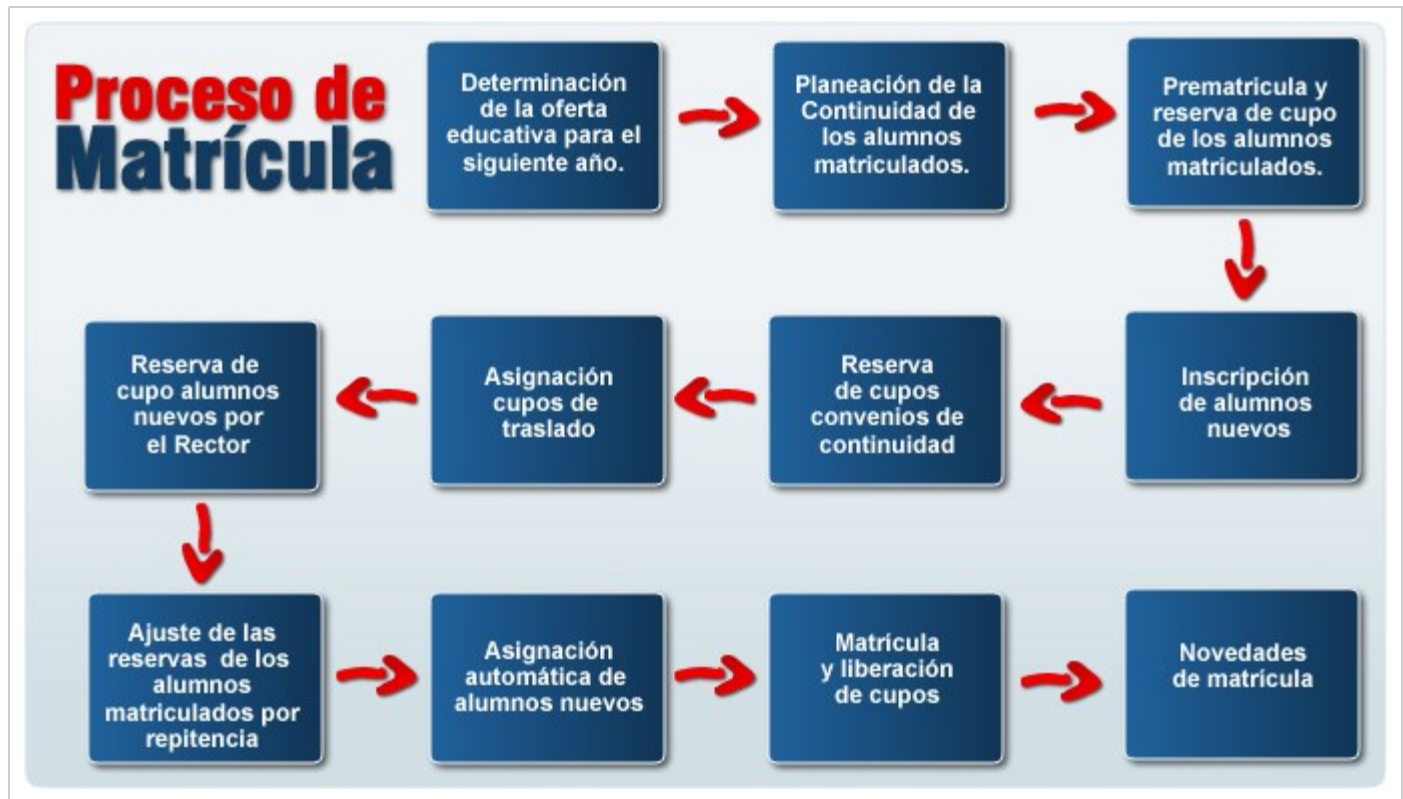 Proceso de
Matrícula
Determinación
de la oferta
educativa para el
siguiente año.
Planeación de la
Continuidad de
los alumnos
matriculados.
Prematricula y
reserva de cupo
de los alumnos
matriculados.
Inscripción
de alumnos
nuevos
Reserva
de cupos
convenios de
continuidad
Asignación
cupos de
traslado
Reserva de
cupo alumnos
nuevos por
el Rector
Ajuste de las
reservas de los
alumnos
matriculados por
repitencia
Asignación
automática de
alumnos nuevos
Matrícula
y liberación
de cupos
Novedades
de matrícula